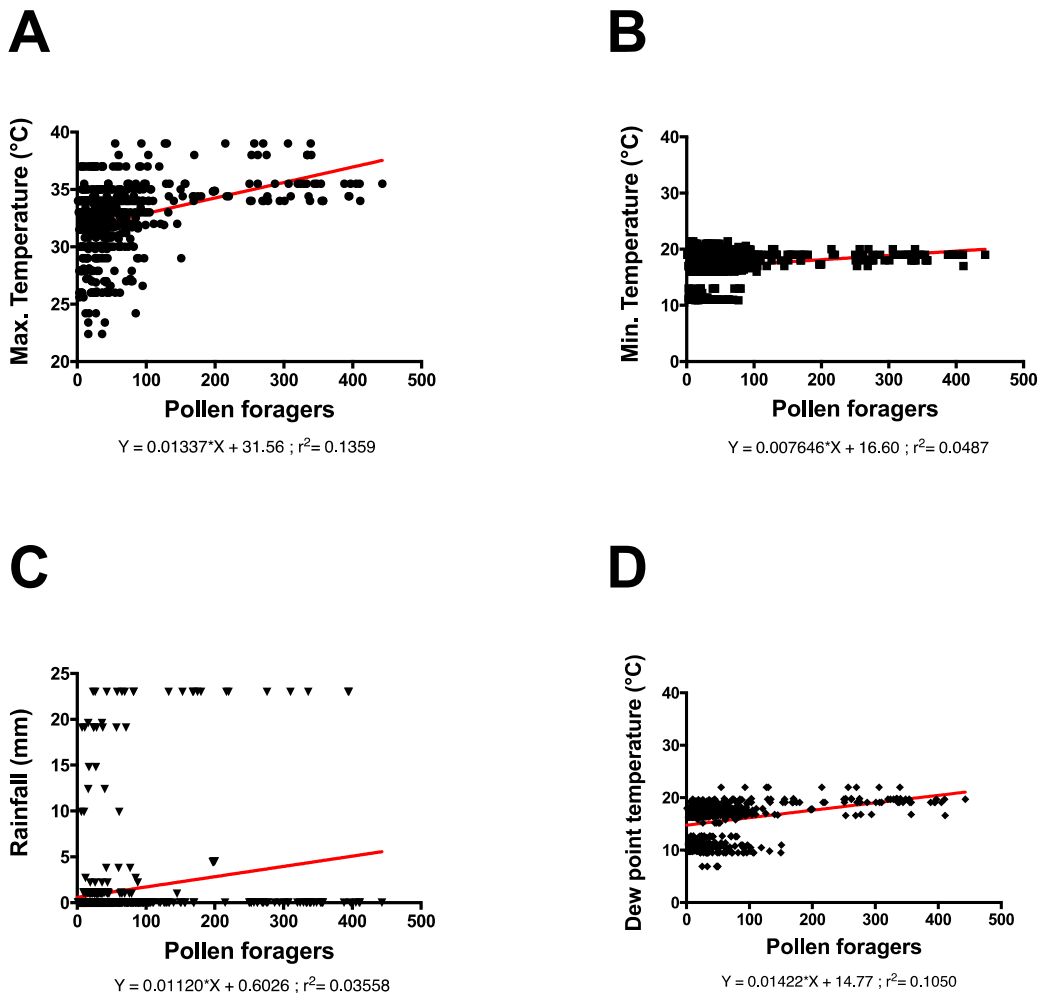 A
Max. Temperature (°C)
40
35
30
25
20
0
100
200
300
400
500
Pollen foragers
Y = 0.01337*X + 31.56 ; r²= 0.1359
B
Min. Temperature (°C)
40
30
20
10
0
0
100
200
300
400
500
Pollen foragers
Y = 0.007646*X + 16.60 ; r²= 0.0487
C
Rainfall (mm)
25
20
15
10
5
0
0
100
200
300
400
500
Pollen foragers
Y = 0.01120*X + 0.6026 ; r²= 0.03558
D
Dew point temperature (°C)
40
30
20
10
0
0
100
200
300
400
500
Pollen foragers
Y = 0.01422*X + 14.77 ; r²= 0.1050